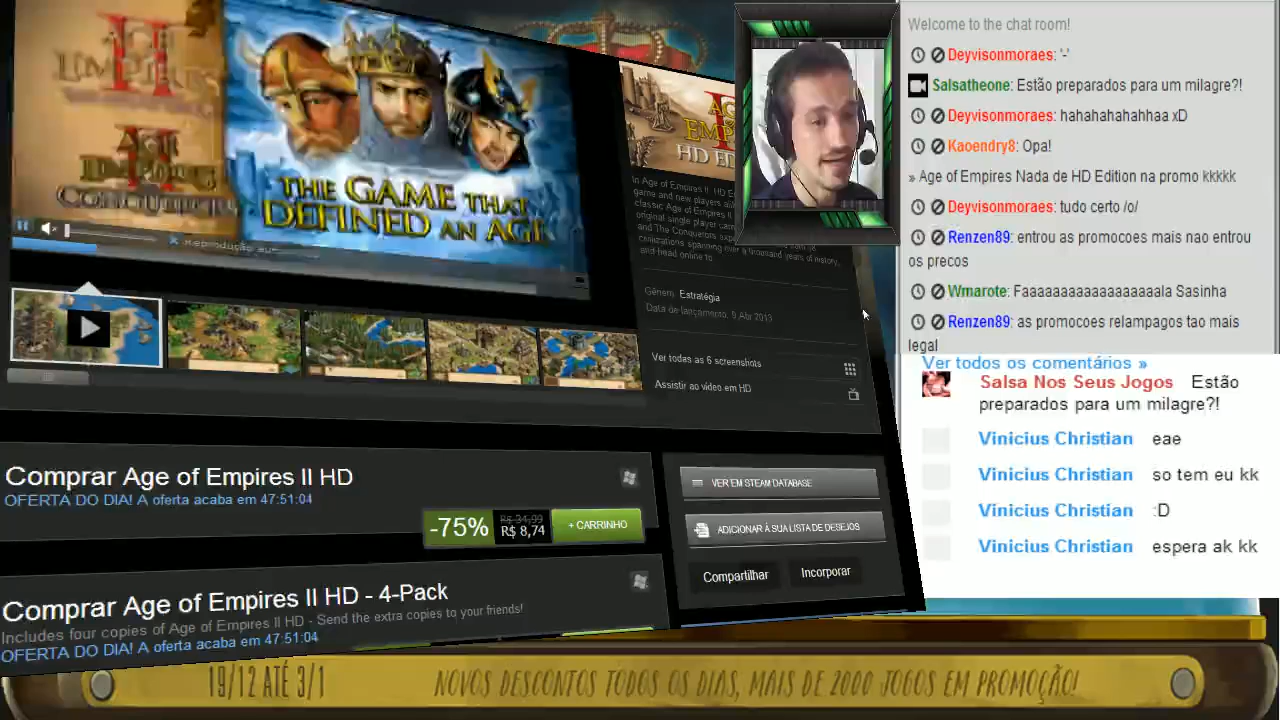 THE GAME THAT
DEFINED AN AGE
Gênero: Estratégia
Data de lançamento: 9 Abr 2013
Ver todas as 6 screenshots
Assistir ao vídeo em HD
Comprar Age of Empires II HD
OFERTA DO DIA! A oferta acaba em 47:51:04
-75% R$ 34,99
R$ 8,74
+ CARRINHO
Comprar Age of Empires II HD - 4-Pack
Includes four copies of Age of Empires II HD - Send the extra copies to your friends!
OFERTA DO DIA! A oferta acaba em 47:51:04
VER EM STEAM DATABASE
ADICIONAR À SUA LISTA DE DESEJOS
Compartilhar
Incorporar
Welcome to the chat room!
Deyvisonmoraes: '-'
Salsatheone: Estão preparados para um milagre?!
Deyvisonmoraes: hahahahahahhaa xD
Kaoendry8: Opa!
» Age of Empires Nada de HD Edition na promo kkkkk
Deyvisonmoraes: tudo certo /o/
Renzen89: entrou as promocoes mais nao entrou
os precos
Wmarote: Faaaaaaaaaaaaaaaaala Sasinha
Renzen89: as promocoes relampagos tao mais
legal
Ver todos os comentários »
Salsa Nos Seus Jogos Estão
preparados para um milagre?!
Vinicius Christian eae
Vinicius Christian so tem eu kk
Vinicius Christian :D
Vinicius Christian espera ak kk
19/12 ATÉ 3/1
NOVOS DESCONTOS TODOS OS DIAS, MAIS DE 2000 JOGOS EM PROMOÇÃO!